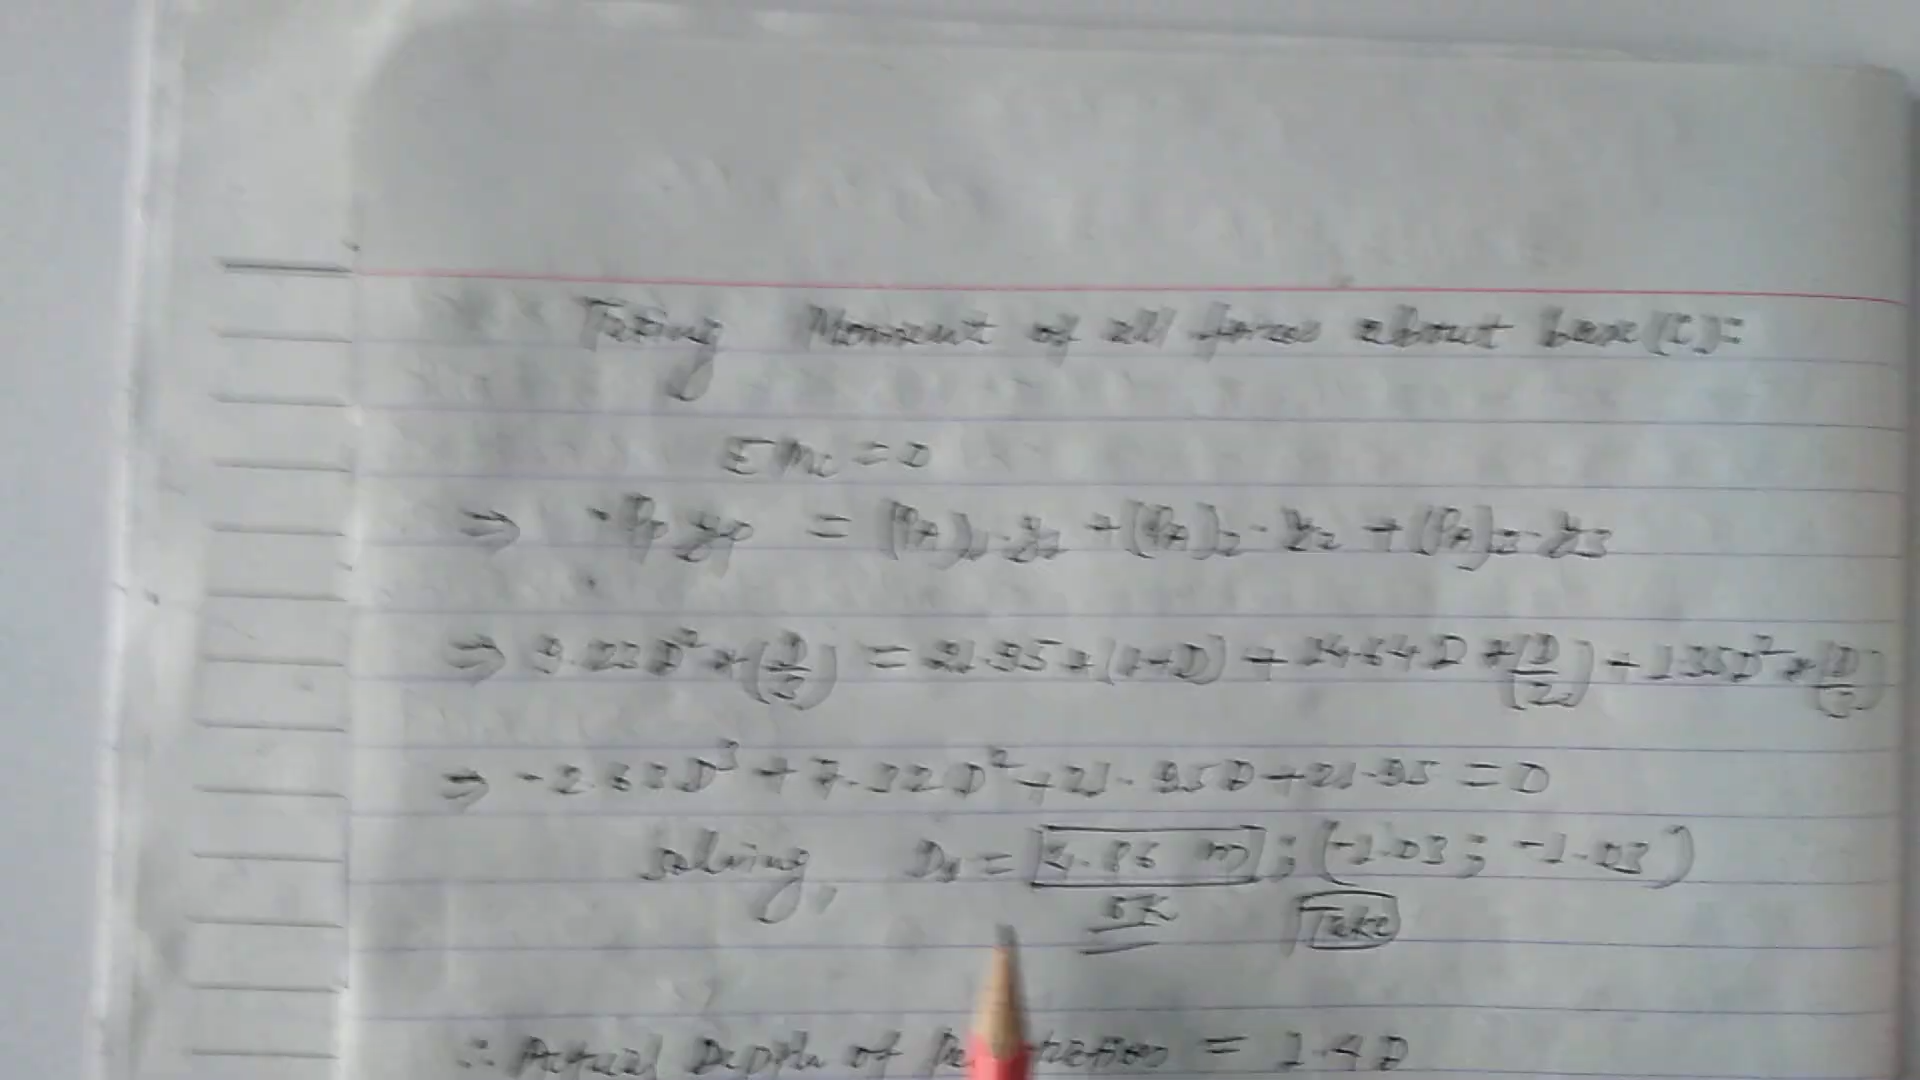 Taking Moment of all forces about base (C):
ΣMc = 0
⇒ Pp yp = (PA)1·y1 + (PA)2·y2 + (PA)3·y3
⇒ 9.22D² * (D/3) = 21.95 * (1+D) + 14.64D * (D/2) + 1.35D² * (D/3)
⇒ -2.62D³ + 7.32D² + 21.95D + 21.95 = 0
Solving, D = 4.86 m ; (-1.03; -1.03)
OK
∴ Actual Depth of = 1.4D